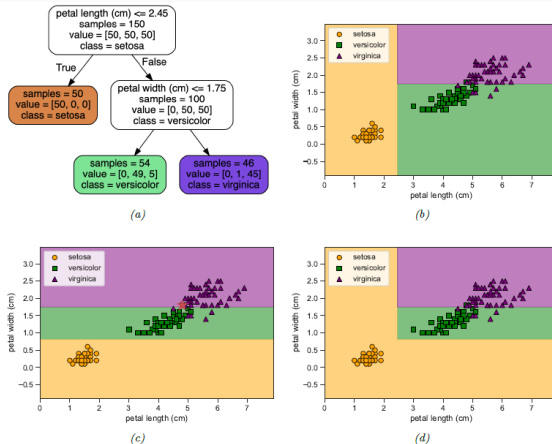 petal length (cm) <= 2.45
samples = 150
value = [50, 50, 50]
class = setosa
True
False
samples = 50
value = [50, 0, 0]
class = setosa
petal width (cm) <= 1.75
samples = 100
value = [0, 50, 50]
class = versicolor
samples = 54
value = [0, 49, 5]
class = versicolor
samples = 46
value = [0, 1, 45]
class = virginica
(a)
setosa
versicolor
virginica
petal width (cm)
3.0
2.5
2.0
1.5
1.0
0.5
0.0
0 1 2 3 4 5 6 7
petal length (cm)
(b)
setosa
versicolor
virginica
petal width (cm)
3.0
2.5
2.0
1.5
1.0
0.5
0.0
−0.5
0 1 2 3 4 5 6 7
petal length (cm)
(c)
setosa
versicolor
virginica
petal width (cm)
3.0
2.5
2.0
1.5
1.0
0.5
0.0
−0.5
0 1 2 3 4 5 6 7
petal length (cm)
(d)